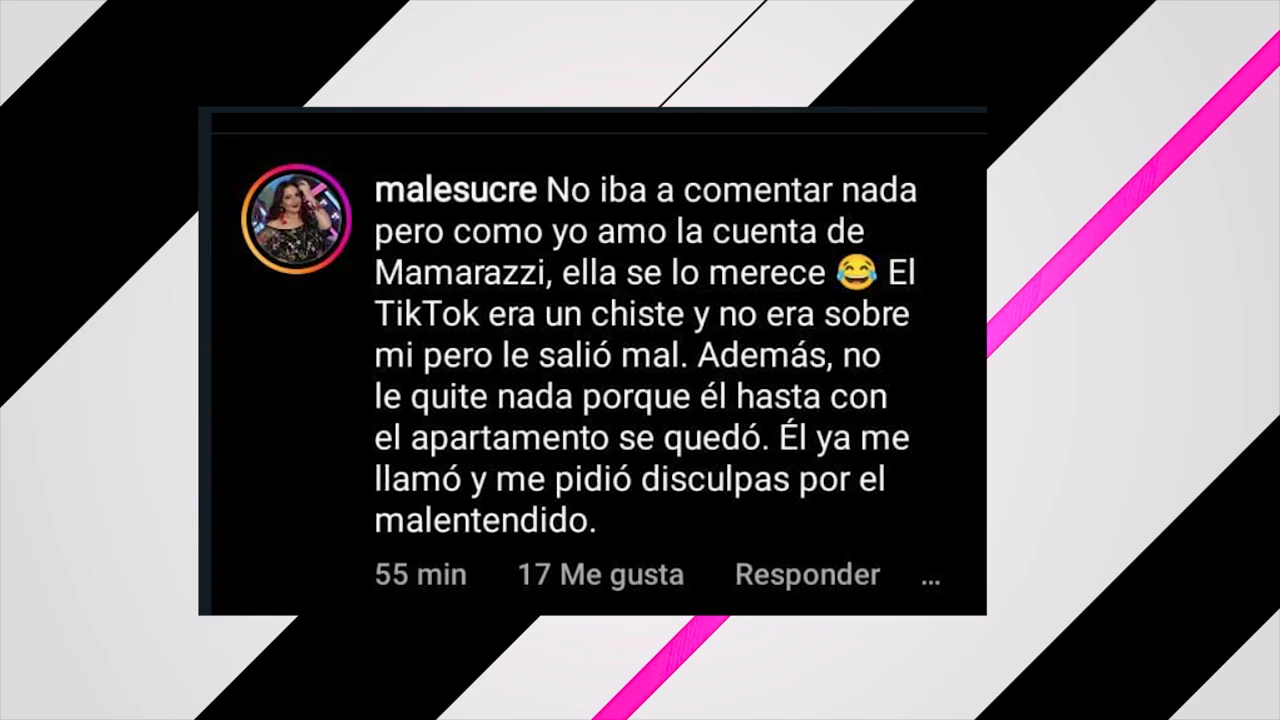 malesucre No iba a comentar nada
pero como yo amo la cuenta de
Mamarazzi, ella se lo merece 😂 El
TikTok era un chiste y no era sobre
mi pero le salió mal. Además, no
le quite nada porque él hasta con
el apartamento se quedó. Él ya me
llamó y me pidió disculpas por el
malentendido.
55 min 17 Me gusta Responder ...